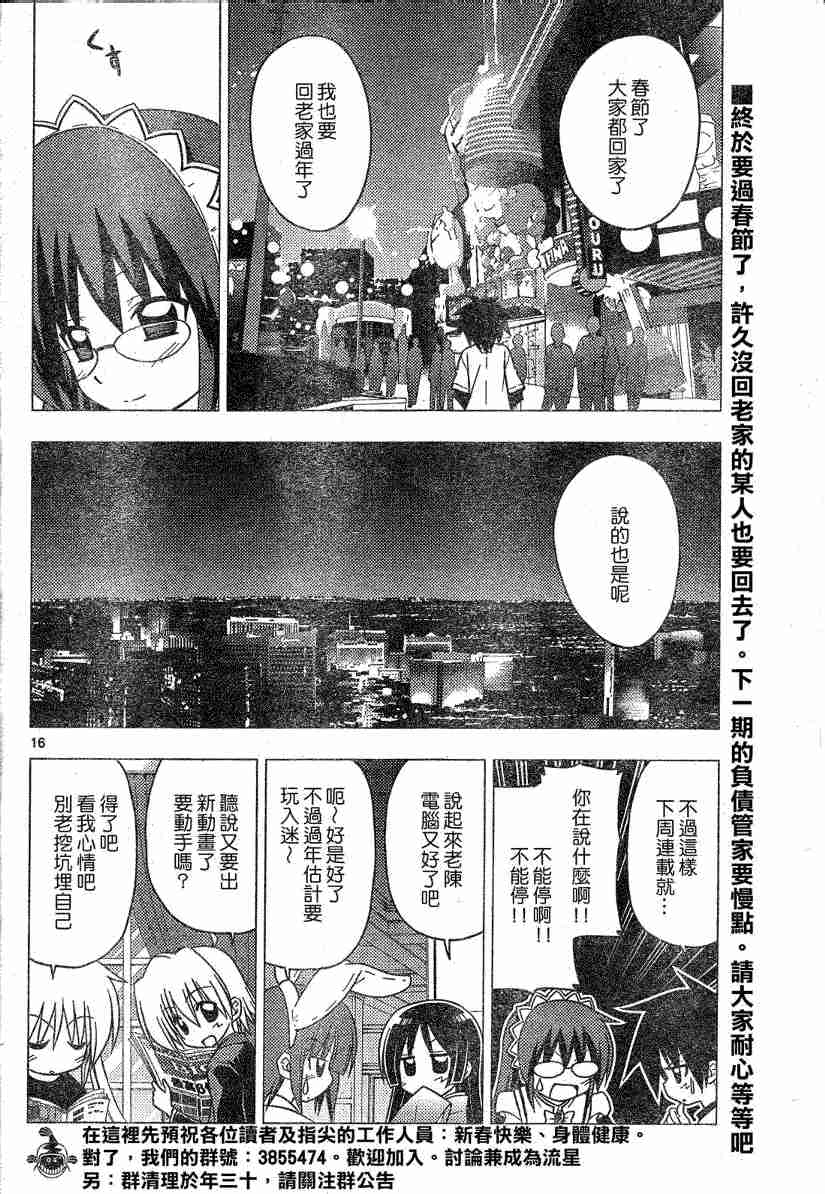 春節了
大家都回家了
我也要
回老家過年了
くす
OURU
說的也是呢
16
不過這樣
下周連載就…
你在說什麼啊!!
不能停啊!!
不能停!!
說起來老陳
電腦又好了吧
呃～好是好了
不過過年估計要
玩入迷～
聽說又要出
新動畫了
要動手嗎?
得了吧
看我心情吧
別老挖坑埋自己
■終於要過春節了，許久沒回老家的某人也要回去了。下一期的負債管家要慢點。請大家耐心等等吧
在這裡先預祝各位讀者及指尖的工作人員：新春快樂、身體健康。
對了，我們的群號：3855474。歡迎加入。討論兼成為流星
另：群清理於年三十，請關注群公告